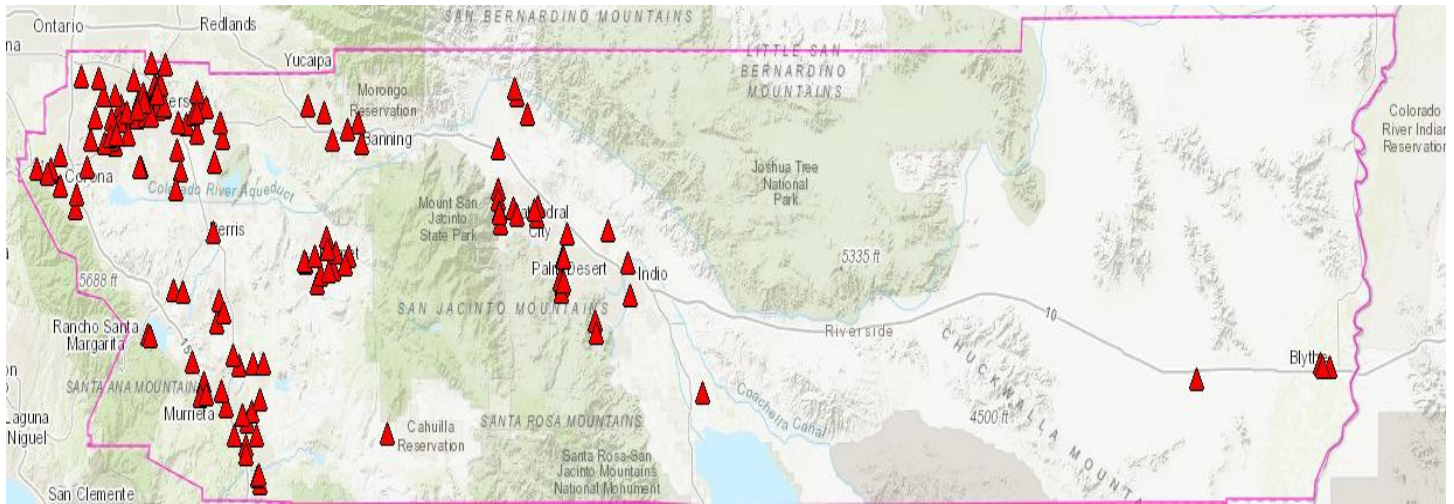 SAN BERNARDINO MOUNTAINS
Ontario
Redlands
Yucaipa
LITTLE SAN
BERNARDINO
MOUNTAINS
Morongo
Reservation
Banning
Colorado
River Indian
Reservation
Corona
Colorado River Aqueduct
Joshua Tree
National
Park
Mount San
Jacinto
State Park
City
5688 ft
5335 ft
Palm Desert
Indio
SAN JACINTO MOUNTAINS
10
Rancho Santa
Margarita
15
Riverside
Blythe
CHUCKWALLA
SANTA ANA MOUNTAINS
Murrieta
Laguna
Niguel
Cahuilla
Reservation
SANTA ROSA MOUNTAINS
Coachella Canal
4500 ft
Santa Rosa-San
Jacinto Mountains
National Monument
San Clemente